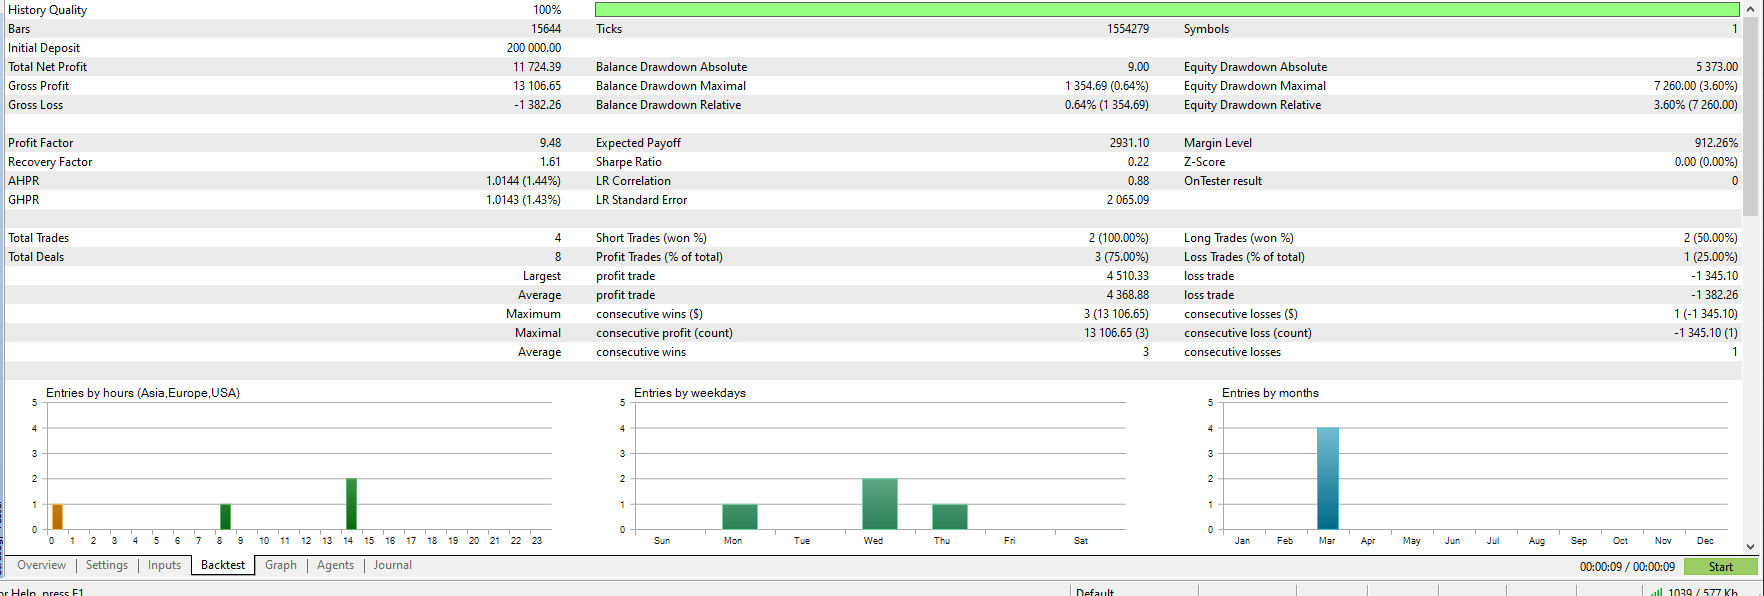 History Quality 100%
Bars 15644 Ticks 1554279 Symbols 1
Initial Deposit 200 000.00
Total Net Profit 11 724.39 Balance Drawdown Absolute 9.00 Equity Drawdown Absolute 5 373.00
Gross Profit 13 106.65 Balance Drawdown Maximal 1 354.69 (0.64%) Equity Drawdown Maximal 7 260.00 (3.60%)
Gross Loss -1 382.26 Balance Drawdown Relative 0.64% (1 354.69) Equity Drawdown Relative 3.60% (7 260.00)
Profit Factor 9.48 Expected Payoff 2931.10 Margin Level 912.26%
Recovery Factor 1.61 Sharpe Ratio 0.22 Z-Score 0.00 (0.00%)
AHPR 1.0144 (1.44%) LR Correlation 0.88 OnTester result 0
GHPR 1.0143 (1.43%) LR Standard Error 2 065.09
Total Trades 4 Short Trades (won %) 2 (100.00%) Long Trades (won %) 2 (50.00%)
Total Deals 8 Profit Trades (% of total) 3 (75.00%) Loss Trades (% of total) 1 (25.00%)
Largest profit trade 4 510.33 loss trade -1 345.10
Average profit trade 4 368.88 loss trade -1 382.26
Maximum consecutive wins ($) 3 (13 106.65) consecutive losses ($) 1 (-1 345.10)
Maximal consecutive profit (count) 13 106.65 (3) consecutive loss (count) -1 345.10 (1)
Average consecutive wins 3 consecutive losses 1
Entries by hours (Asia,Europe,USA) Entries by weekdays Entries by months
5 5 5
4 4 4
3 3 3
2 2 2
1 1 1
0 0 0
0 1 2 3 4 5 6 7 8 9 10 11 12 13 14 15 16 17 18 19 20 21 22 23 Sun Mon Tue Wed Thu Fri Sat Jan Feb Mar Apr May Jun Jul Aug Sep Oct Nov Dec
Overview Settings Inputs Backtest Graph Agents Journal 00:00:09 / 00:00:09 Start
or Help, press F1 Default 1039 / 577 Kb